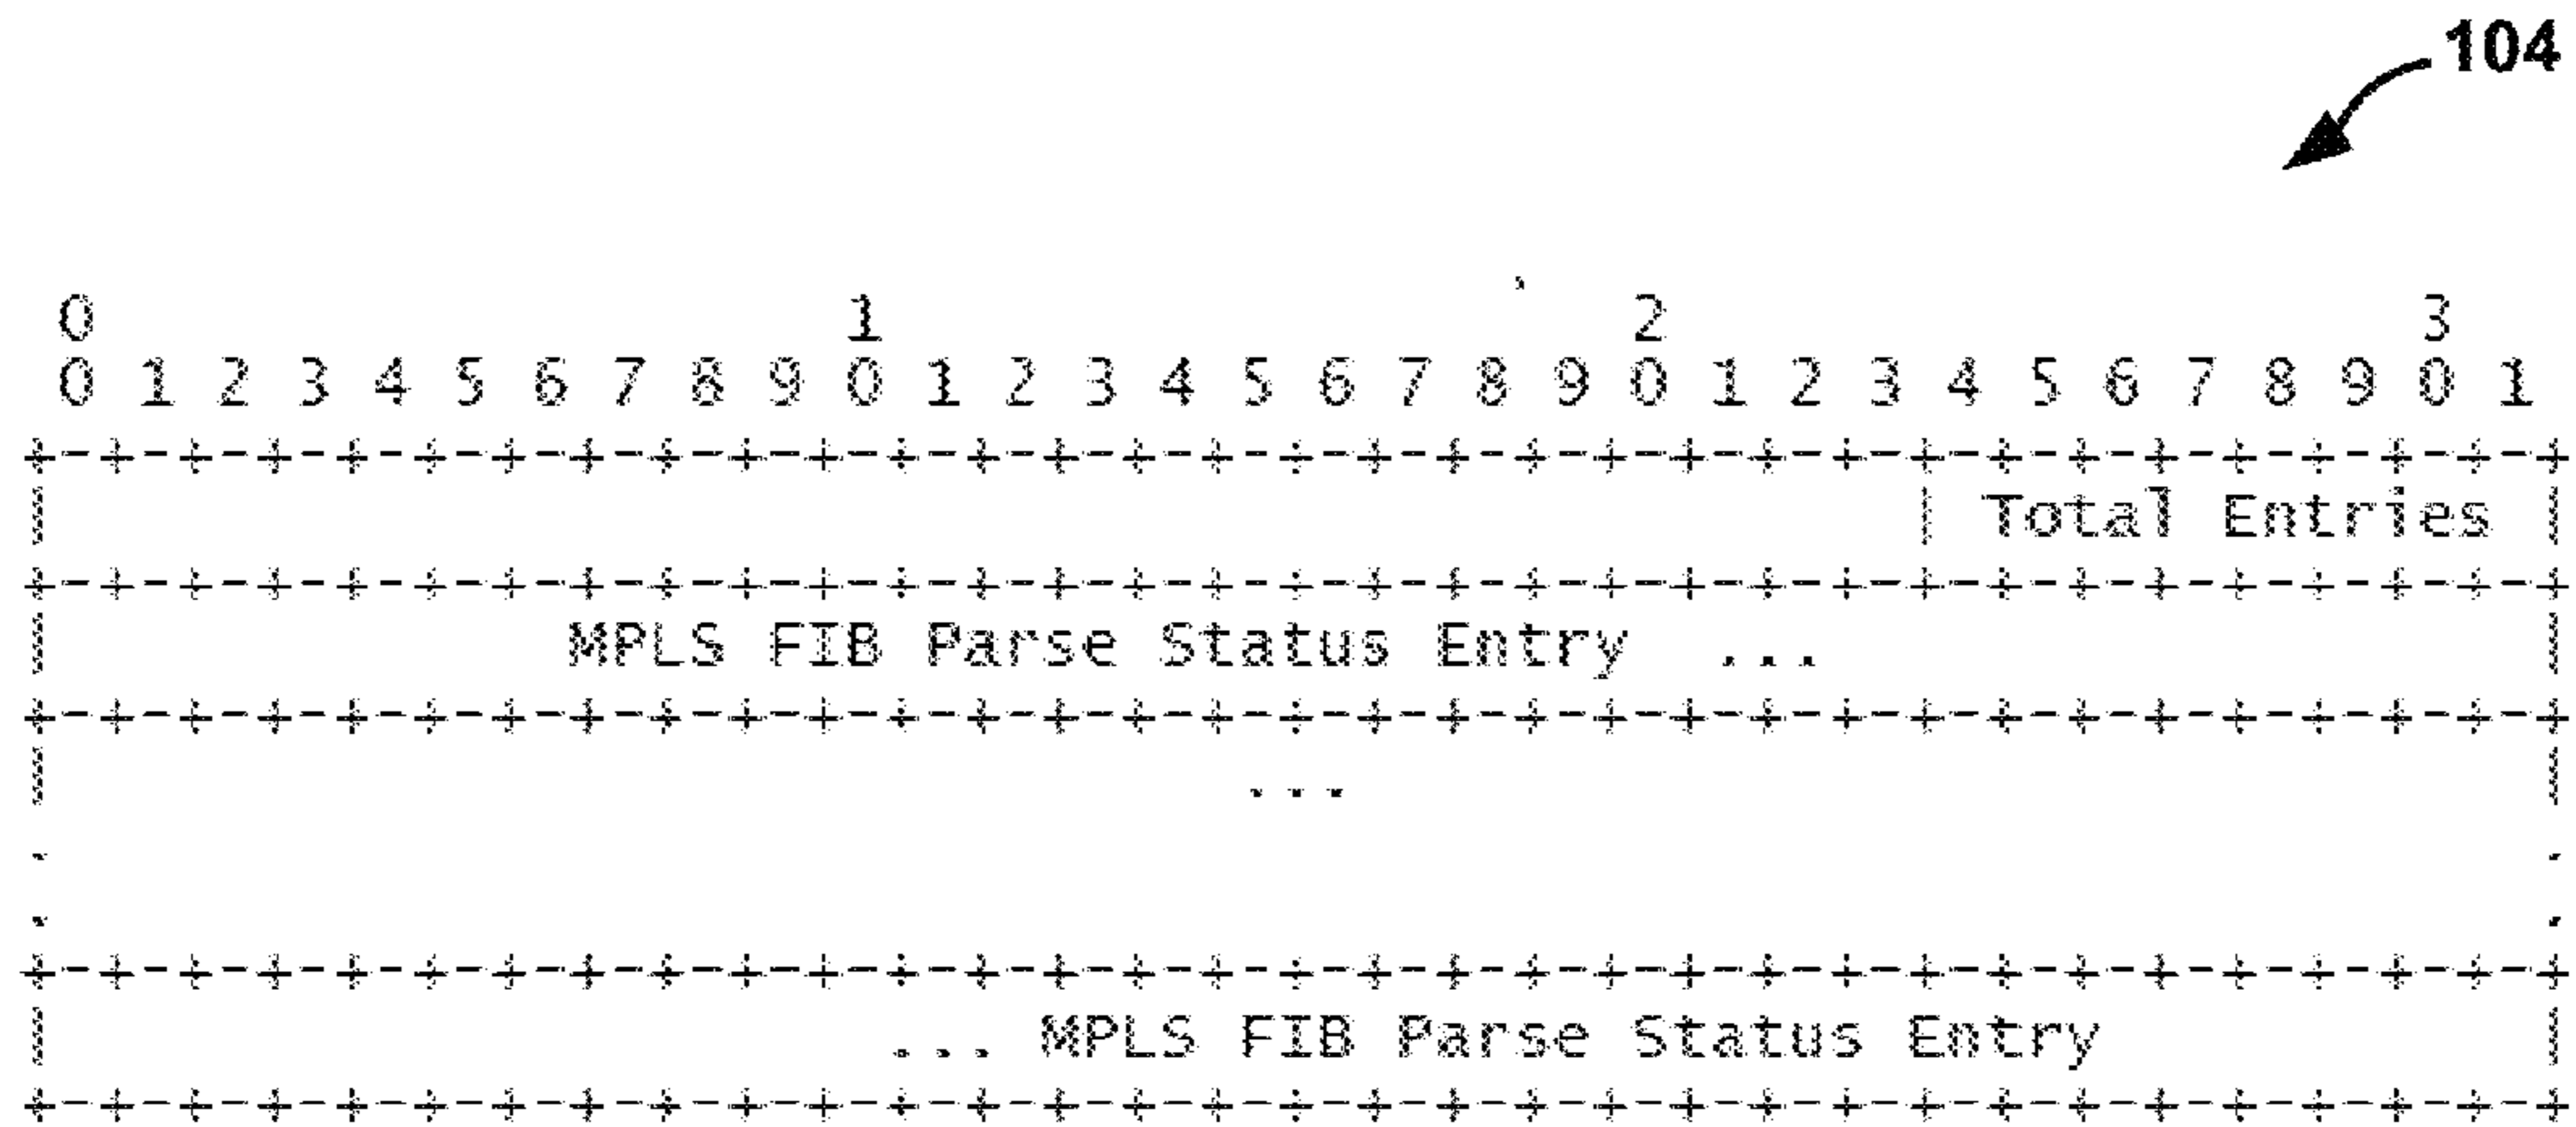 104
0                   1                   2                   3
0 1 2 3 4 5 6 7 8 9 0 1 2 3 4 5 6 7 8 9 0 1 2 3 4 5 6 7 8 9 0 1
+-+-+-+-+-+-+-+-+-+-+-+-+-+-+-+-+-+-+-+-+-+-+-+-+-+-+-+-+-+-+-+-+
|                                               | Total Entries |
+-+-+-+-+-+-+-+-+-+-+-+-+-+-+-+-+-+-+-+-+-+-+-+-+-+-+-+-+-+-+-+-+
|             MPLS FIB Parse Status Entry  ...                  |
+-+-+-+-+-+-+-+-+-+-+-+-+-+-+-+-+-+-+-+-+-+-+-+-+-+-+-+-+-+-+-+-+
|                              ...                              |
.                                                               .
.                                                               .
+-+-+-+-+-+-+-+-+-+-+-+-+-+-+-+-+-+-+-+-+-+-+-+-+-+-+-+-+-+-+-+-+
|                     ... MPLS FIB Parse Status Entry           |
+-+-+-+-+-+-+-+-+-+-+-+-+-+-+-+-+-+-+-+-+-+-+-+-+-+-+-+-+-+-+-+-+